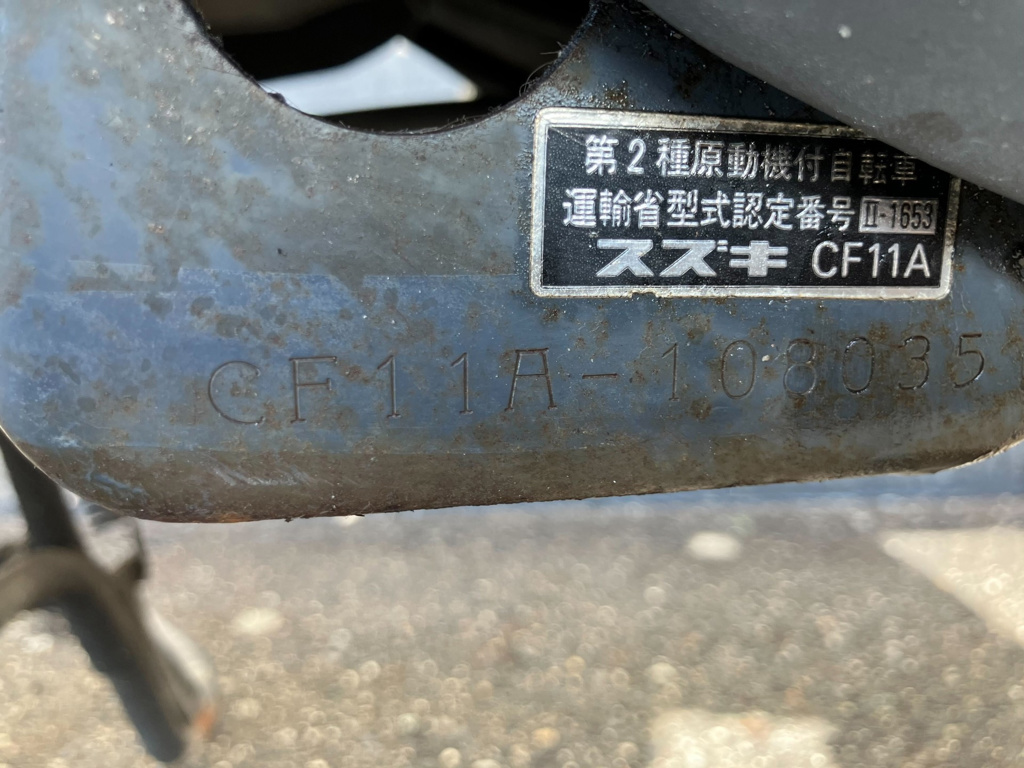 第2種原動機付自転車
運輸省型式認定番号 II-1653
スズキ CF11A
CF11A-108035